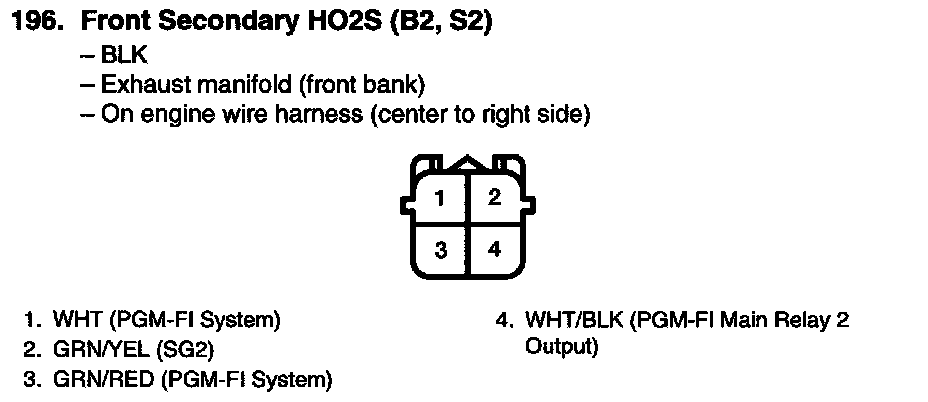 196. Front Secondary HO2S (B2, S2)
– BLK
– Exhaust manifold (front bank)
– On engine wire harness (center to right side)
1 2
3 4
1. WHT (PGM-FI System)
2. GRN/YEL (SG2)
3. GRN/RED (PGM-FI System)
4. WHT/BLK (PGM-FI Main Relay 2
Output)